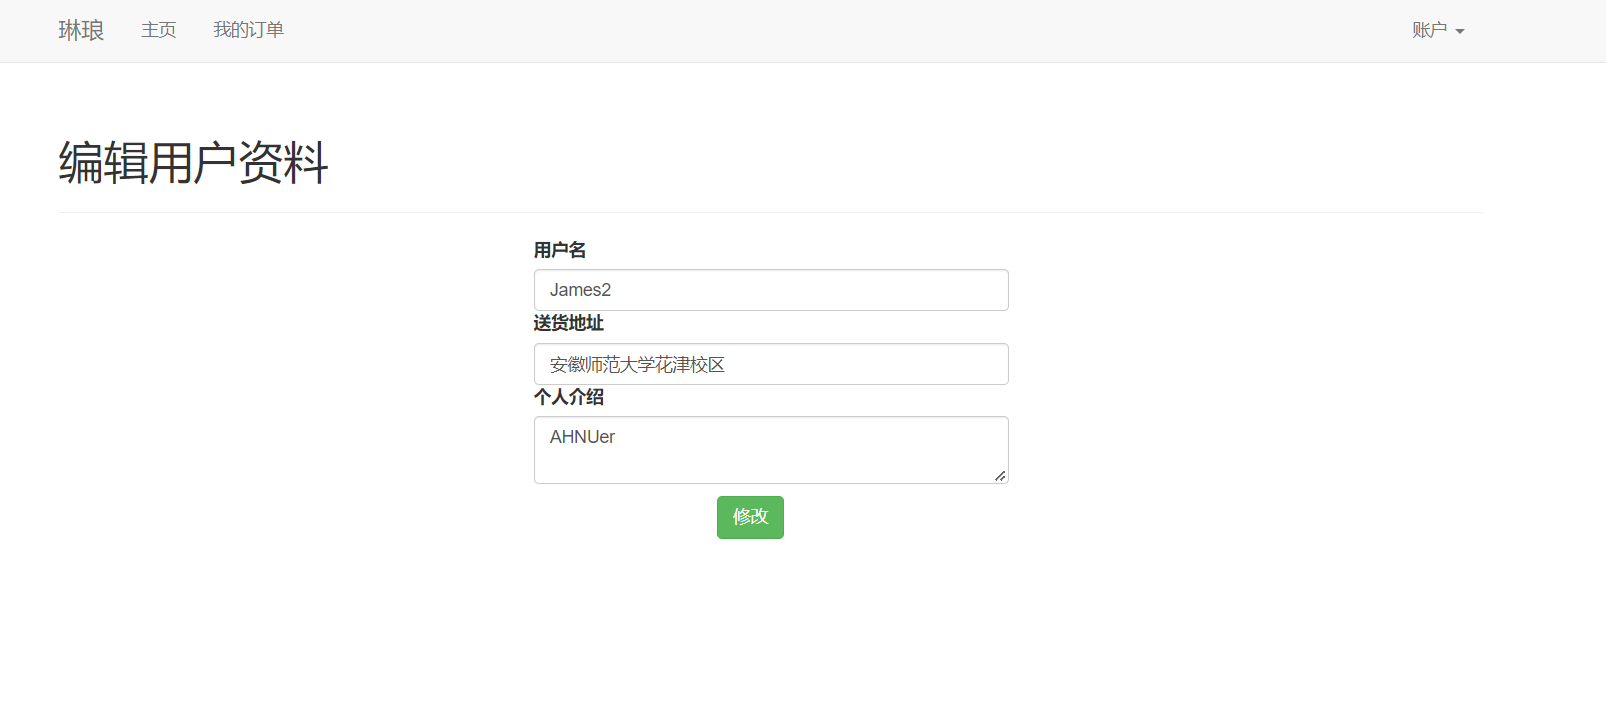 琳琅 主页 我的订单 账户
编辑用户资料
用户名
James2
送货地址
安徽师范大学花津校区
个人介绍
AHNUer
修改